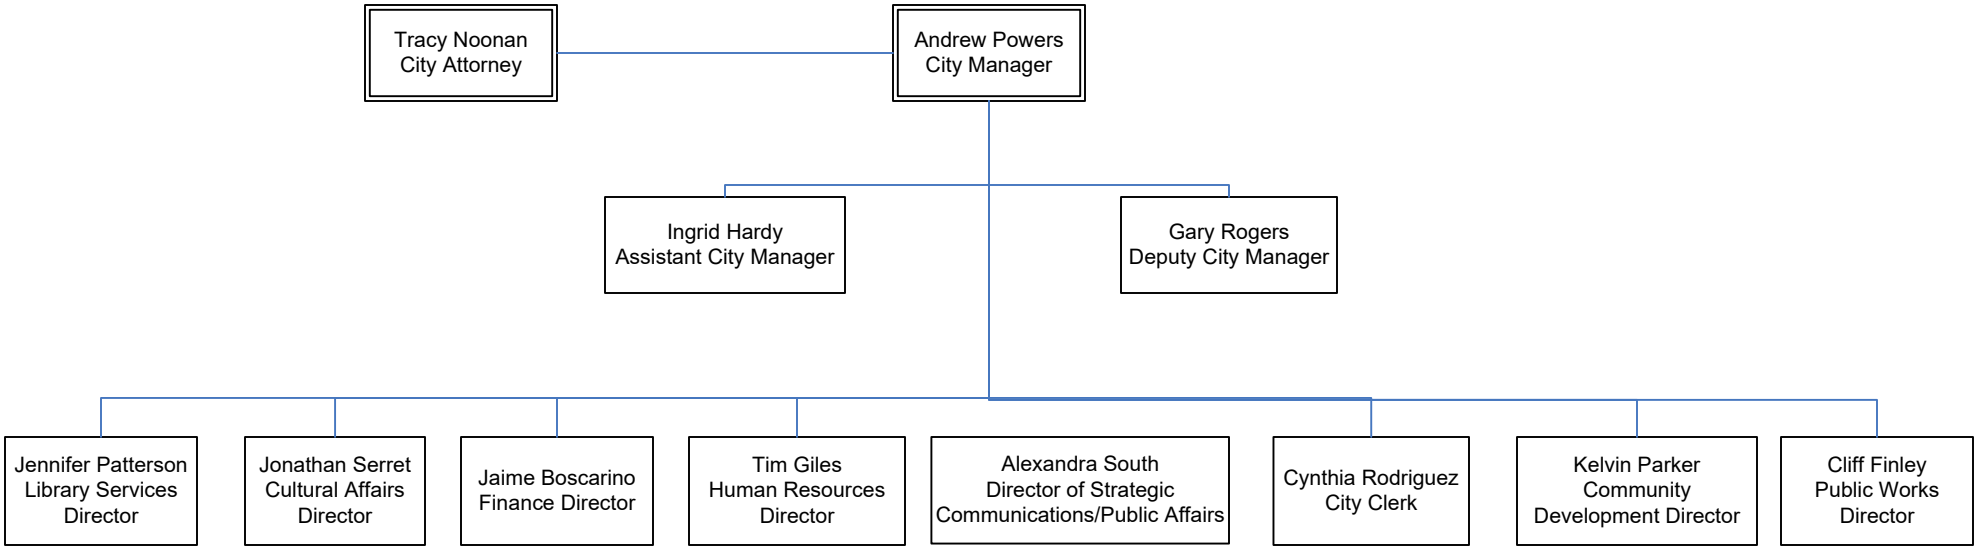 Tracy Noonan
City Attorney
Andrew Powers
City Manager
Ingrid Hardy
Assistant City Manager
Gary Rogers
Deputy City Manager
Jennifer Patterson
Library Services
Director
Jonathan Serret
Cultural Affairs
Director
Jaime Boscarino
Finance Director
Tim Giles
Human Resources
Director
Alexandra South
Director of Strategic
Communications/Public Affairs
Cynthia Rodriguez
City Clerk
Kelvin Parker
Community
Development Director
Cliff Finley
Public Works
Director